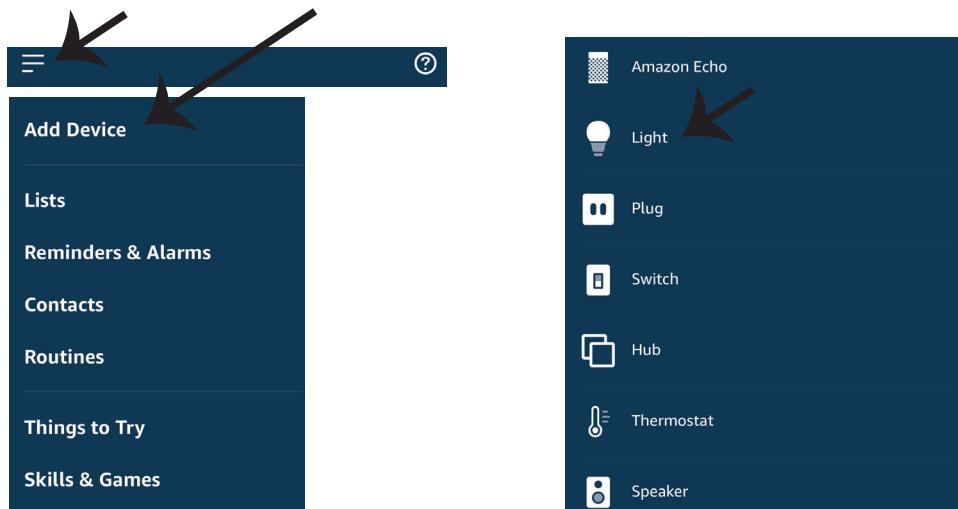 Add Device
Lists
Reminders & Alarms
Contacts
Routines
Things to Try
Skills & Games
Amazon Echo
Light
Plug
Switch
Hub
Thermostat
Speaker